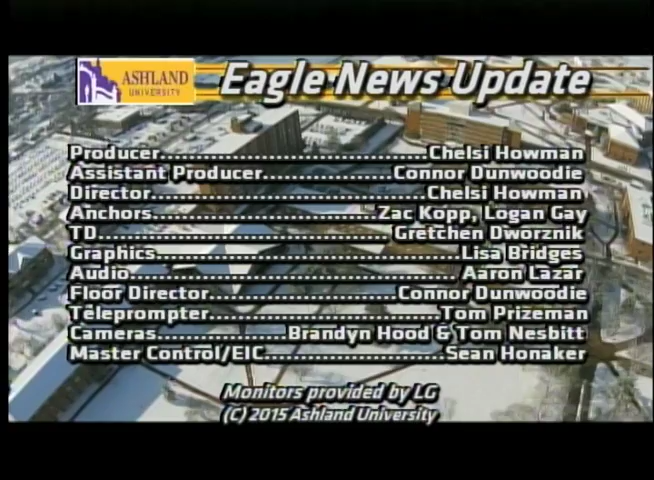 ASHLAND
UNIVERSITY
Eagle News Update
Producer....................................Chelsi Howman
Assistant Producer..................Connor Dunwoodie
Director.....................................Chelsi Howman
Anchors..............................Zac Kopp, Logan Gay
TD..........................................Gretchen Dworznik
Graphics.........................................Lisa Bridges
Audio.............................................Aaron Lazar
Floor Director.........................Connor Dunwoodie
Teleprompter...............................Tom Prizeman
Cameras.................Brandyn Hood & Tom Nesbitt
Master Control/EIC........................Sean Honaker
Monitors provided by LG
(C) 2015 Ashland University